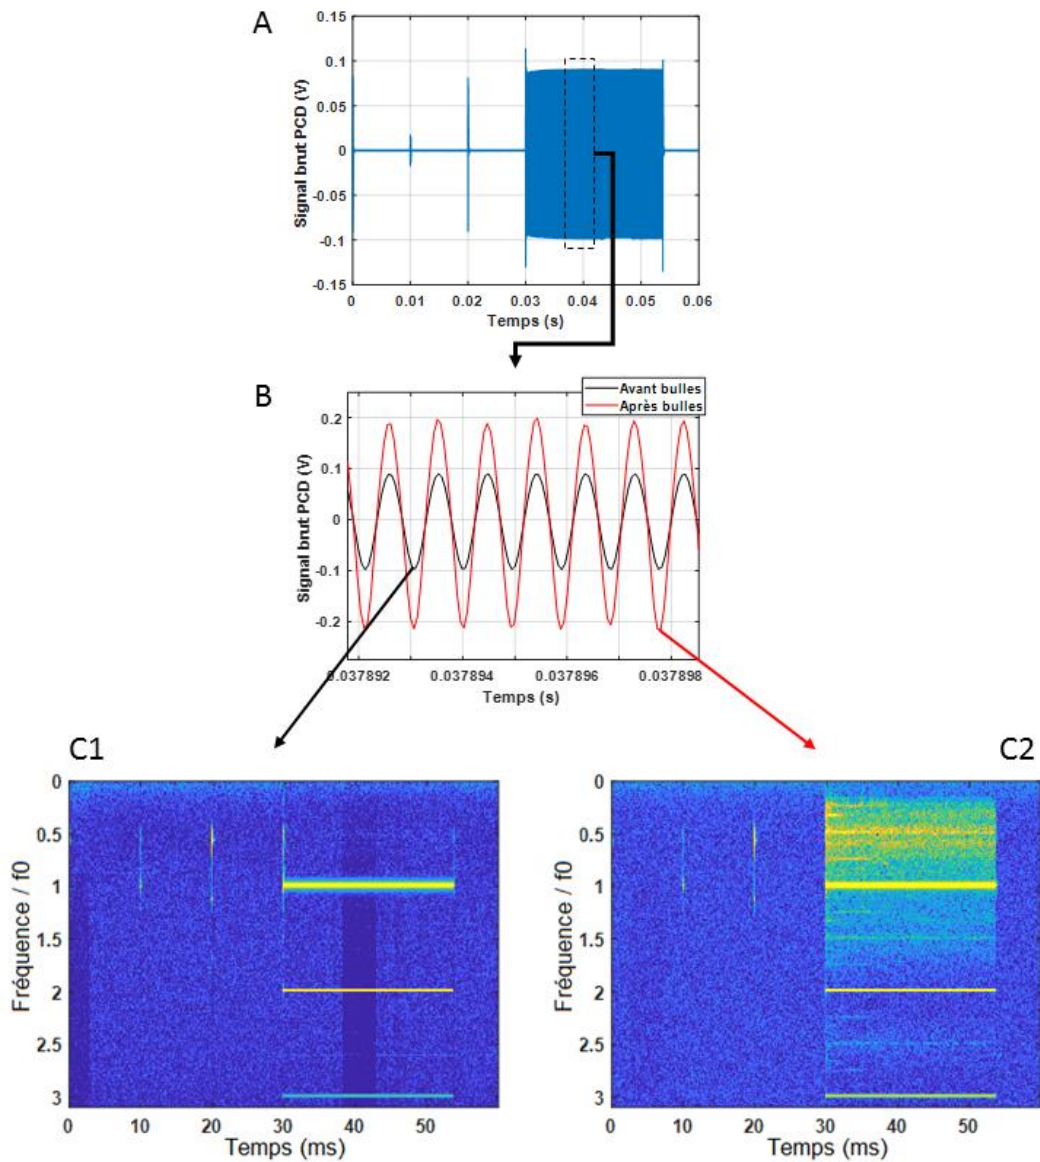 A
Signal brut PCD (V)
0.15
0.1
0.05
0
-0.05
-0.1
-0.15
0 0.01 0.02 0.03 0.04 0.05 0.06
Temps (s)
B
Avant bulles
Après bulles
Signal brut PCD (V)
0.2
0.1
0
-0.1
-0.2
0.037892 0.037894 0.037896 0.037898
Temps (s)
C1
Fréquence / f0
0
0.5
1
1.5
2
2.5
3
0 10 20 30 40 50
Temps (ms)
C2
Fréquence / f0
0
0.5
1
1.5
2
2.5
3
0 10 20 30 40 50
Temps (ms)